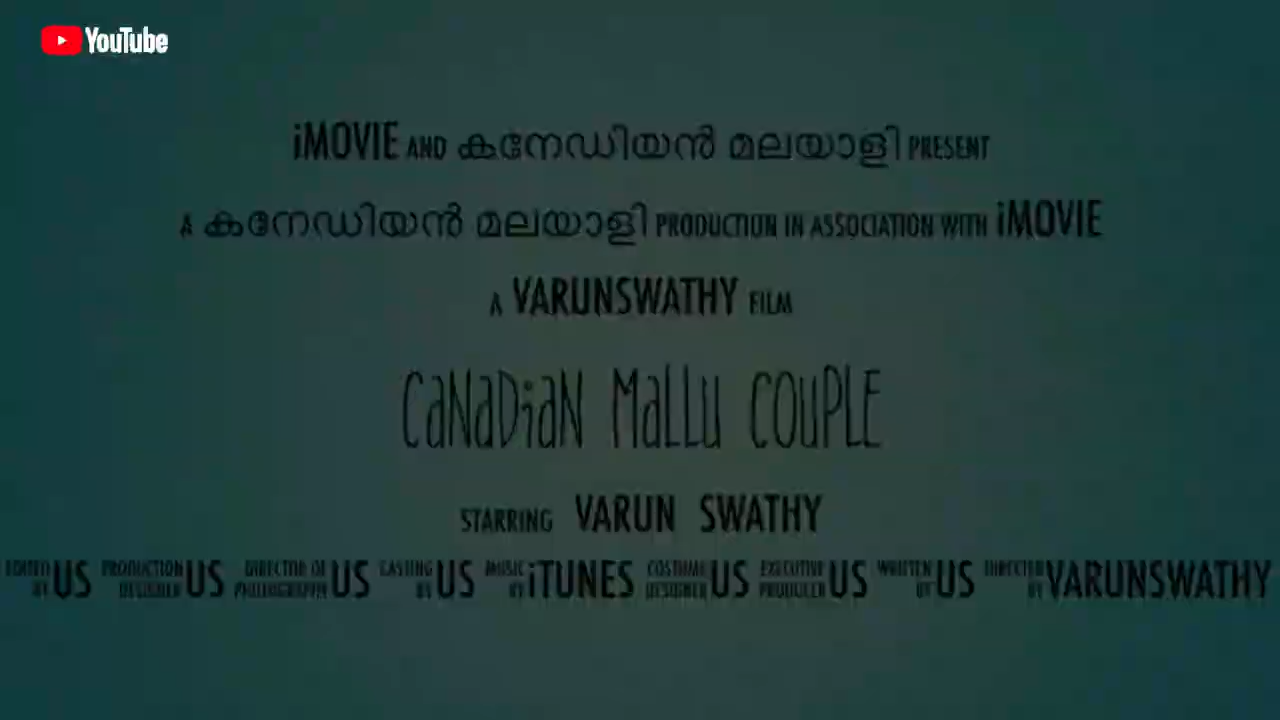 YouTube
iMOVIE AND കനേഡിയൻ മലയാളി PRESENT
A കനേഡിയൻ മലയാളി PRODUCTION IN ASSOCIATION WITH iMOVIE
A VARUNSWATHY FILM
CaNaDiaN MaLLu COuPLE
STARRING VARUN SWATHY
EDITED BY US PRODUCTION DESIGNER US DIRECTOR OF PHOTOGRAPHY US CASTING BY US MUSIC BY iTUNES COSTUME DESIGNER US EXECUTIVE PRODUCER US WRITTEN BY US DIRECTED BY VARUNSWATHY